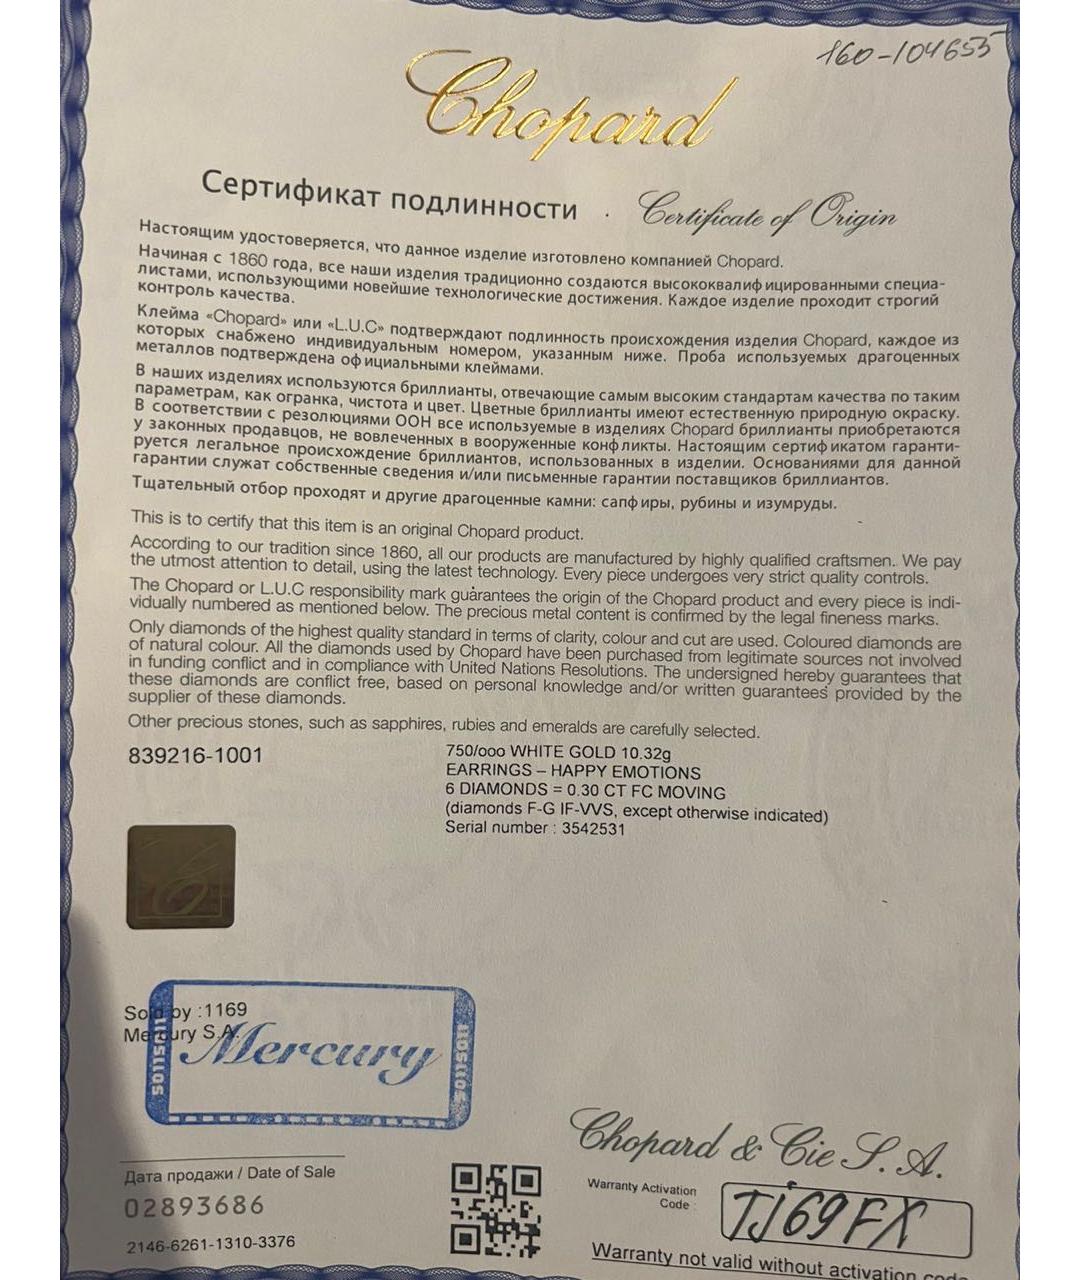 160-104655
Chopard
Сертификат подлинности · Certificate of Origin
Настоящим удостоверяется, что данное изделие изготовлено компанией Chopard.
Начиная с 1860 года, все наши изделия традиционно создаются высококвалифицированными специа-
листами, использующими новейшие технологические достижения. Каждое изделие проходит строгий
контроль качества.
Клейма «Chopard» или «L.U.C» подтверждают подлинность происхождения изделия Chopard, каждое из
которых снабжено индивидуальным номером, указанным ниже. Проба используемых драгоценных
металлов подтверждена официальными клеймами.
В наших изделиях используются бриллианты, отвечающие самым высоким стандартам качества по таким
параметрам, как огранка, чистота и цвет. Цветные бриллианты имеют естественную природную окраску.
В соответствии с резолюциями ООН все используемые в изделиях Chopard бриллианты приобретаются
у законных продавцов, не вовлеченных в вооруженные конфликты. Настоящим сертификатом гаранти-
руется легальное происхождение бриллиантов, использованных в изделии. Основаниями для данной
гарантии служат собственные сведения и/или письменные гарантии поставщиков бриллиантов.
Тщательный отбор проходят и другие драгоценные камни: сапфиры, рубины и изумруды.
This is to certify that this item is an original Chopard product.
According to our tradition since 1860, all our products are manufactured by highly qualified craftsmen. We pay
the utmost attention to detail, using the latest technology. Every piece undergoes very strict quality controls.
The Chopard or L.U.C responsibility mark guarantees the origin of the Chopard product and every piece is indi-
vidually numbered as mentioned below. The precious metal content is confirmed by the legal fineness marks.
Only diamonds of the highest quality standard in terms of clarity, colour and cut are used. Coloured diamonds are
of natural colour. All the diamonds used by Chopard have been purchased from legitimate sources not involved
in funding conflict and in compliance with United Nations Resolutions. The undersigned hereby guarantees that
these diamonds are conflict free, based on personal knowledge and/or written guarantees provided by the
supplier of these diamonds.
Other precious stones, such as sapphires, rubies and emeralds are carefully selected.
839216-1001
750/ooo WHITE GOLD 10.32g
EARRINGS – HAPPY EMOTIONS
6 DIAMONDS = 0.30 CT FC MOVING
(diamonds F-G IF-VVS, except otherwise indicated)
Serial number : 3542531
Sold by :1169
Mercury S.A.
Mercury
Chopard & Cie S.A.
Дата продажи / Date of Sale
02893686
2146-6261-1310-3376
Warranty Activation
Code :
TJ69FX
Warranty not valid without activation code